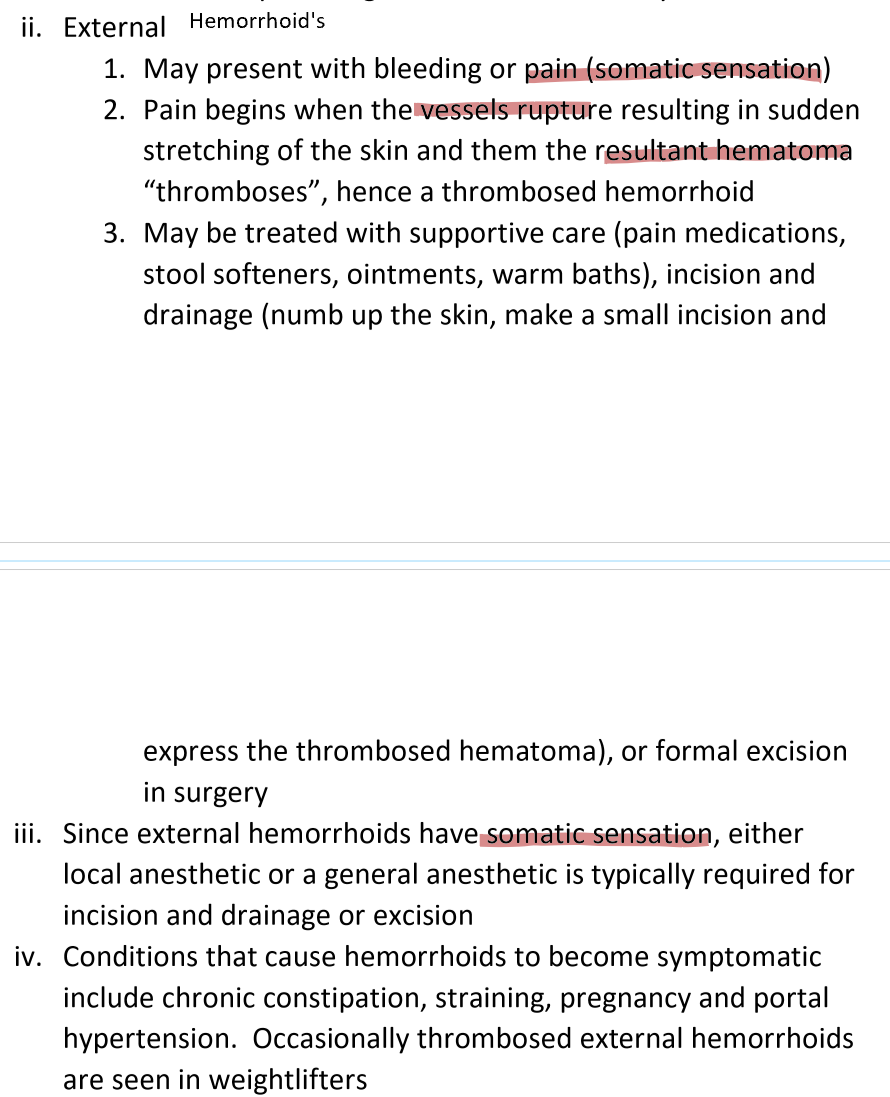 ii. External Hemorrhoid's
1. May present with bleeding or pain (somatic sensation)
2. Pain begins when the vessels rupture resulting in sudden
stretching of the skin and them the resultant hematoma
“thromboses”, hence a thrombosed hemorrhoid
3. May be treated with supportive care (pain medications,
stool softeners, ointments, warm baths), incision and
drainage (numb up the skin, make a small incision and
express the thrombosed hematoma), or formal excision
in surgery
iii. Since external hemorrhoids have somatic sensation, either
local anesthetic or a general anesthetic is typically required for
incision and drainage or excision
iv. Conditions that cause hemorrhoids to become symptomatic
include chronic constipation, straining, pregnancy and portal
hypertension.  Occasionally thrombosed external hemorrhoids
are seen in weightlifters